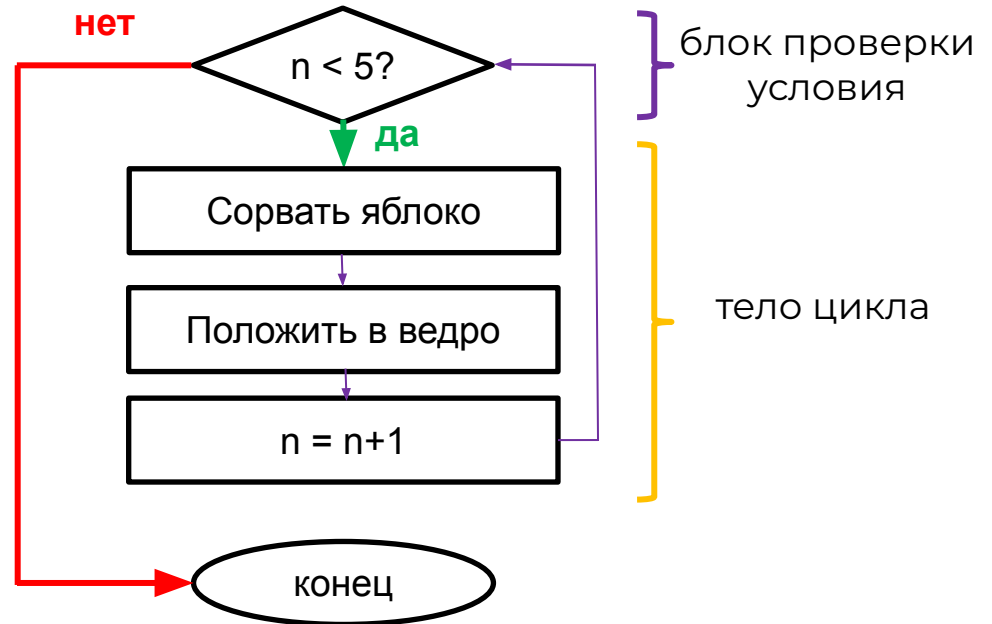 нет
n < 5?
блок проверки
условия
да
Сорвать яблоко
Положить в ведро
тело цикла
n = n+1
конец